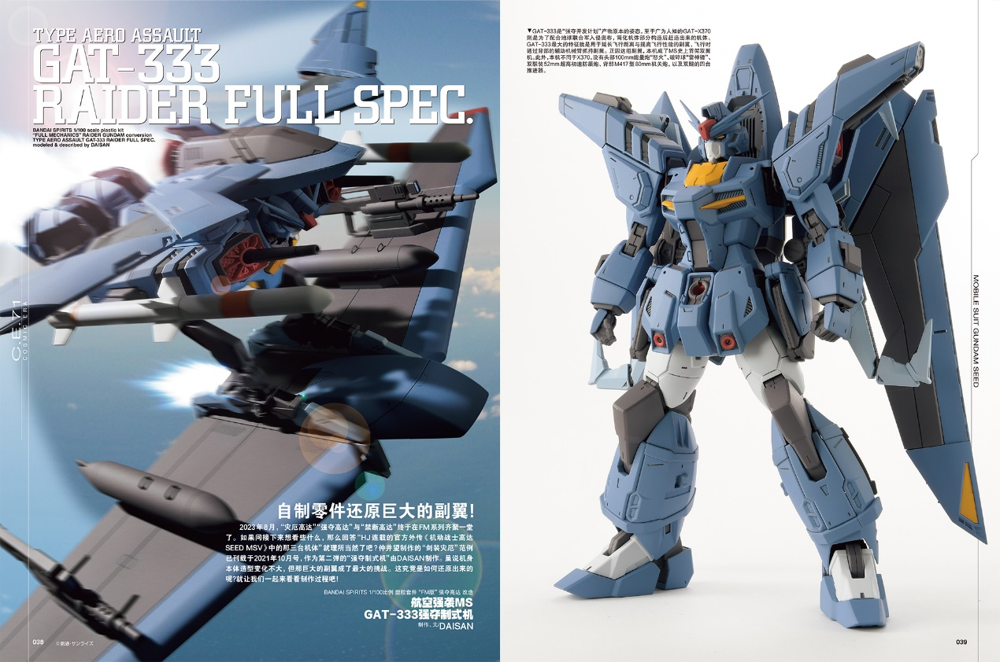 TYPE AERO ASSAULT
GAT-333
RAIDER FULL SPEC.
BANDAI SPIRITS 1/100 scale plastic kit
"FULL MECHANICS" RAIDER GUNDAM conversion
TYPE AERO ASSAULT GAT-333 RAIDER FULL SPEC.
modeled & described by DAISAN
C.E.71
COSMIC ERA
自制零件还原巨大的副翼!
2023年8月，“灾厄高达”“强夺高达”与“禁断高达”终于在FM系列齐聚一堂
了。如果问接下来想看些什么，那么回答“HJ连载的官方外传《机动战士高达
SEED MSV》中的那三台机体”就理所当然了吧？仲井望制作的“剑装灾厄”范例
已刊载于2021年10月号，作为第二弹的“强夺制式机”由DAISAN制作。虽说机身
本体造型变化不大，但那巨大的副翼成了最大的挑战。这究竟是如何还原出来的
呢?就让我们一起来看看制作过程吧!
BANDAI SPIRITS 1/100比例 塑胶套件 “FM版” 强夺高达 改造
航空强袭MS
GAT-333强夺制式机
制作、文/DAISAN
038
©創通・サンライズ
▼GAT-333是“强夺开发计划”产物原本的姿态，至于广为人知的GAT-X370
则是为了配合地球联合军入侵奥布，简化机体部分构造后赶造出来的机体。
GAT-333最大的特征就是用于延长飞行距离与提高飞行性能的副翼，飞行时
通过背部的辅助机械臂抓持副翼。正因这组副翼，本机成了MS史上首架双翼
机。此外，本机不同于X370，没有头部100mm能量炮“怒火”、破碎球“雷神锤”、
双联装52mm超高初速防盾炮、背部M417型80mm机关炮，以及双腿的四台
推进器。
MOBILE SUIT GUNDAM SEED
039